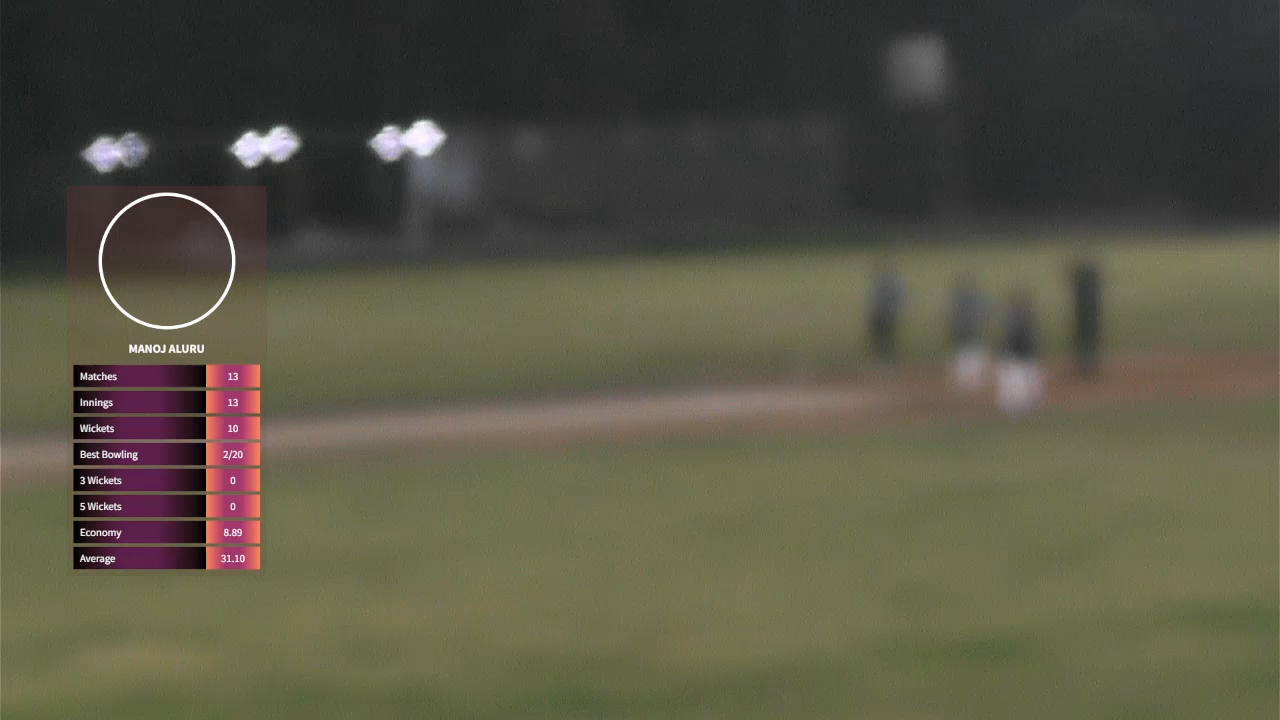 MANOJ ALURU
Matches 13
Innings 13
Wickets 10
Best Bowling 2/20
3 Wickets 0
5 Wickets 0
Economy 8.89
Average 31.10